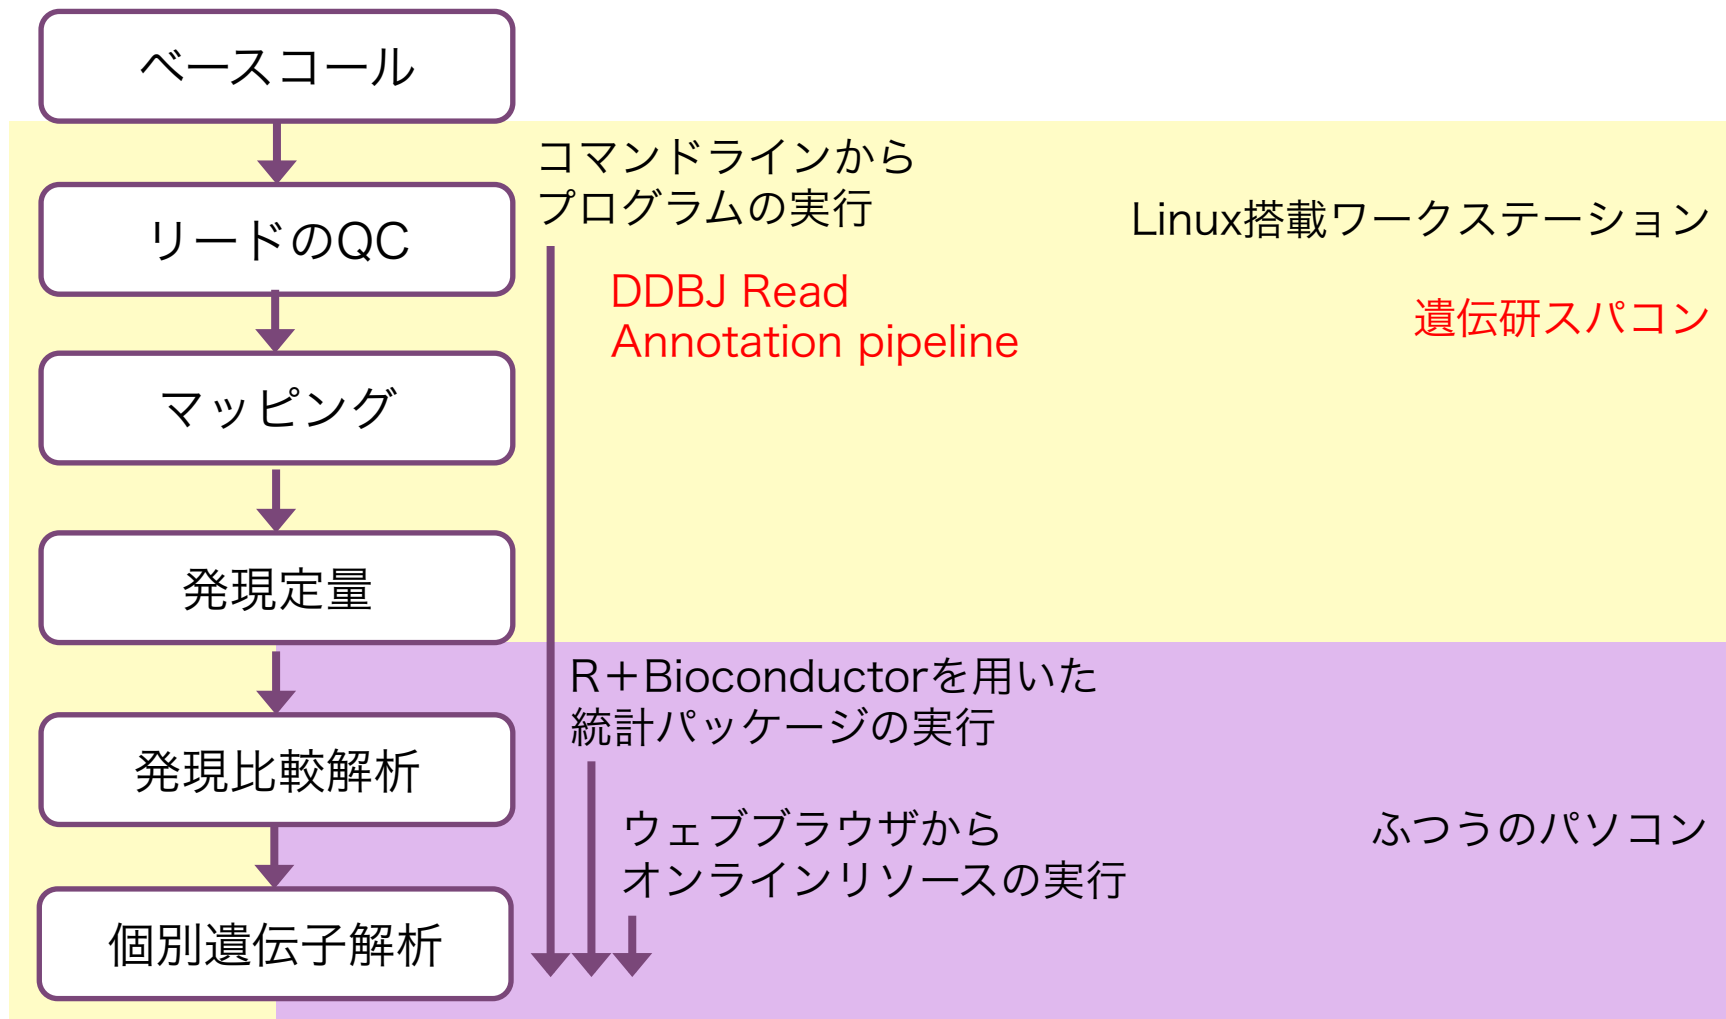 ベースコール
コマンドラインから
プログラムの実行
リードのQC
Linux搭載ワークステーション
DDBJ Read
Annotation pipeline
遺伝研スパコン
マッピング
発現定量
R＋Bioconductorを用いた
統計パッケージの実行
発現比較解析
ウェブブラウザから
オンラインリソースの実行
ふつうのパソコン
個別遺伝子解析